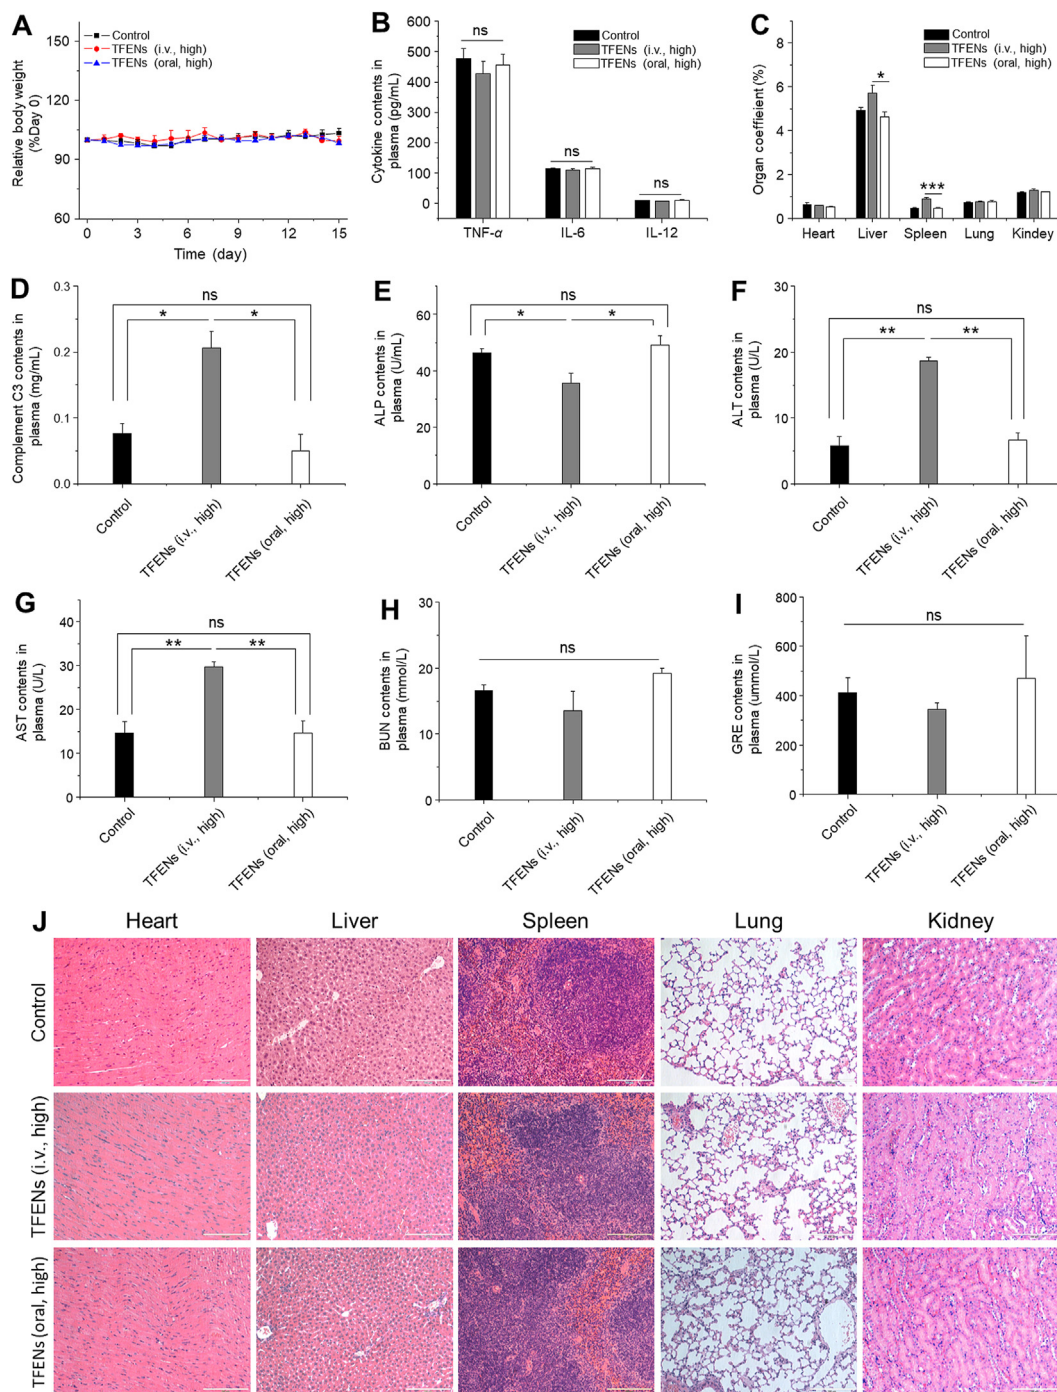 A
150
120
90
60
Relative body weight
(%Day 0)
Control
TFENs (i.v., high)
TFENs (oral, high)
0
3
6
9
12
15
Time (day)
B
600
500
400
300
200
100
0
Cytokine contents in
plasma (pg/mL)
Control
TFENs (i.v., high)
TFENs (oral, high)
ns
ns
ns
TNF-α
IL-6
IL-12
C
8
6
4
2
0
Organ coeffient (%)
Control
TFENs (i.v., high)
TFENs (oral, high)
*
***
Heart
Liver
Spleen
Lung
Kindey
D
0.3
0.2
0.1
0.0
Complement C3 contents in
plasma (mg/mL)
ns
*
*
Control
TFENs (i.v., high)
TFENs (oral, high)
E
60
40
20
0
ALP contents in
plasma (U/mL)
ns
*
*
Control
TFENs (i.v., high)
TFENs (oral, high)
F
30
20
10
0
ALT contents in
plasma (U/L)
ns
**
**
Control
TFENs (i.v., high)
TFENs (oral, high)
G
40
30
20
10
0
AST contents in
plasma (U/L)
ns
**
**
Control
TFENs (i.v., high)
TFENs (oral, high)
H
30
20
10
0
BUN contents in
plasma (mmol/L)
ns
Control
TFENs (i.v., high)
TFENs (oral, high)
I
800
600
400
200
0
GRE contents in
plasma (ummol/L)
ns
Control
TFENs (i.v., high)
TFENs (oral, high)
J
Heart
Liver
Spleen
Lung
Kidney
Control
TFENs (i.v., high)
TFENs (oral, high)